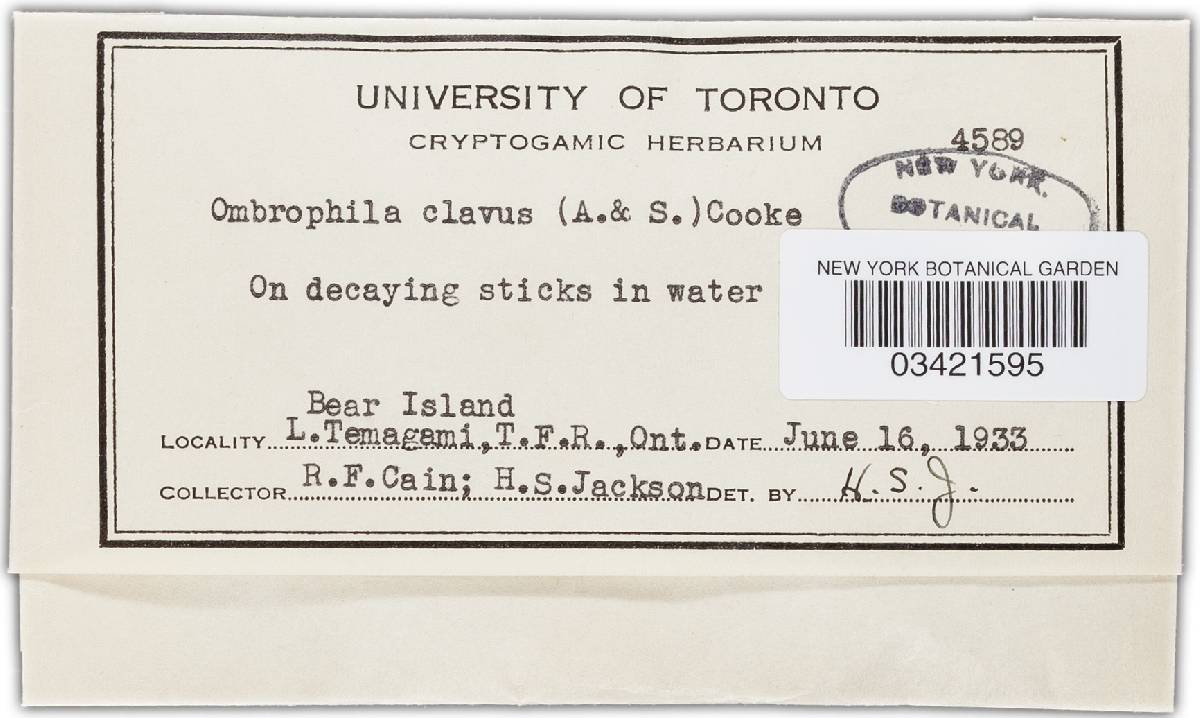 UNIVERSITY OF TORONTO
CRYPTOGAMIC HERBARIUM
4589
NEW YORK
BOTANICAL
Ombrophila clavus (A.& S.)Cooke
NEW YORK BOTANICAL GARDEN
03421595
On decaying sticks in water
Bear Island
LOCALITY L.Temagami,T.F.R.,Ont. DATE June 16, 1933
COLLECTOR R.F.Cain; H.S.Jackson DET. BY H.S.J.